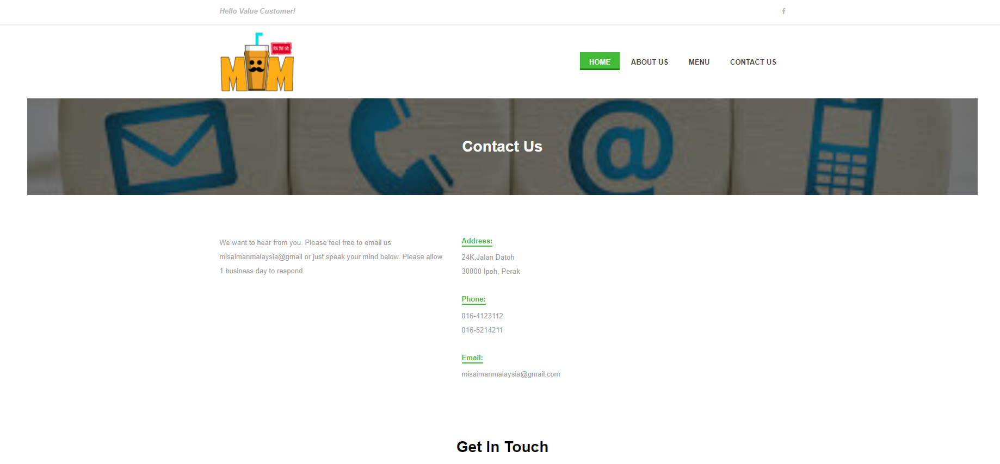 Hello Value Customer!
M M
HOME
ABOUT US
MENU
CONTACT US
Contact Us
We want to hear from you. Please feel free to email us
misaimanmalaysia@gmail or just speak your mind below. Please allow
1 business day to respond.
Address:
24K,Jalan Datoh
30000 Ipoh, Perak
Phone:
016-4123112
016-5214211
Email:
misaimanmalaysia@gmail.com
Get In Touch